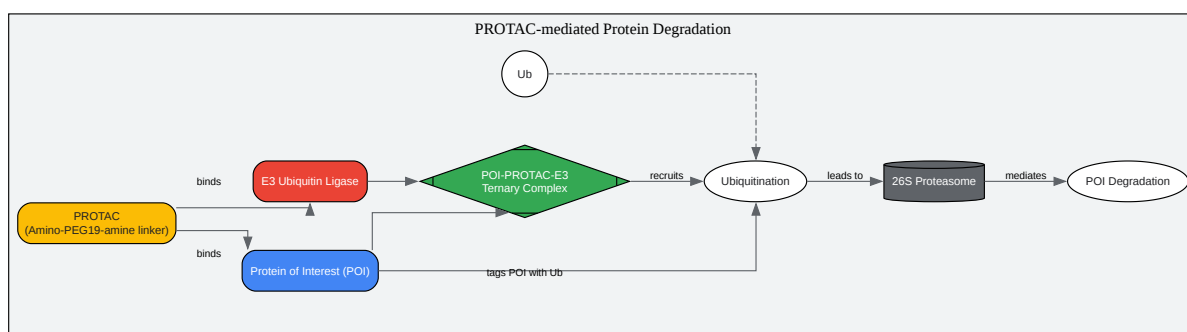 PROTAC-mediated Protein Degradation
Ub
binds
E3 Ubiquitin Ligase
POI-PROTAC-E3
Ternary Complex
recruits
Ubiquitination
leads to
26S Proteasome
mediates
POI Degradation
PROTAC
(Amino-PEG19-amine linker)
binds
Protein of Interest (POI)
tags POI with Ub